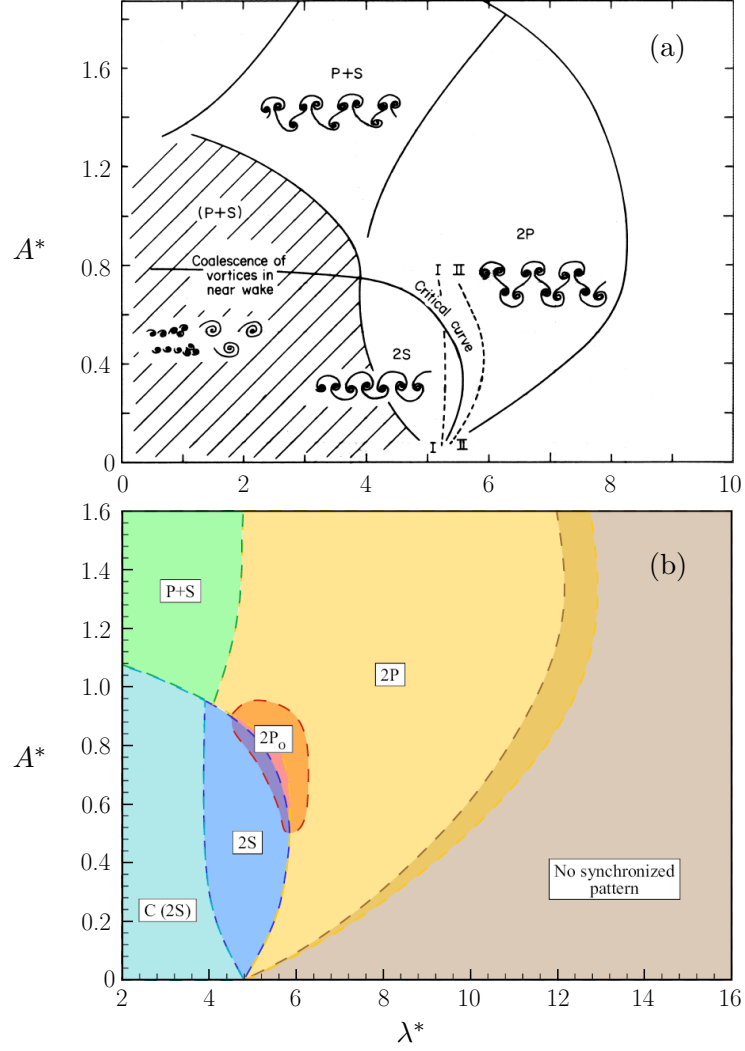 (a)
1.6
1.2
0.8
0.4
0
A*
P+S
(P+S)
Coalescence of
vortices in
near wake
2P
I II
Critical curve
2S
I II
0 2 4 6 8 10
(b)
1.6
1.4
1.2
1.0
0.8
0.6
0.4
0.2
0
A*
P+S
2P
2Po
2S
C (2S)
No synchronized
pattern
2 4 6 8 10 12 14 16
λ*